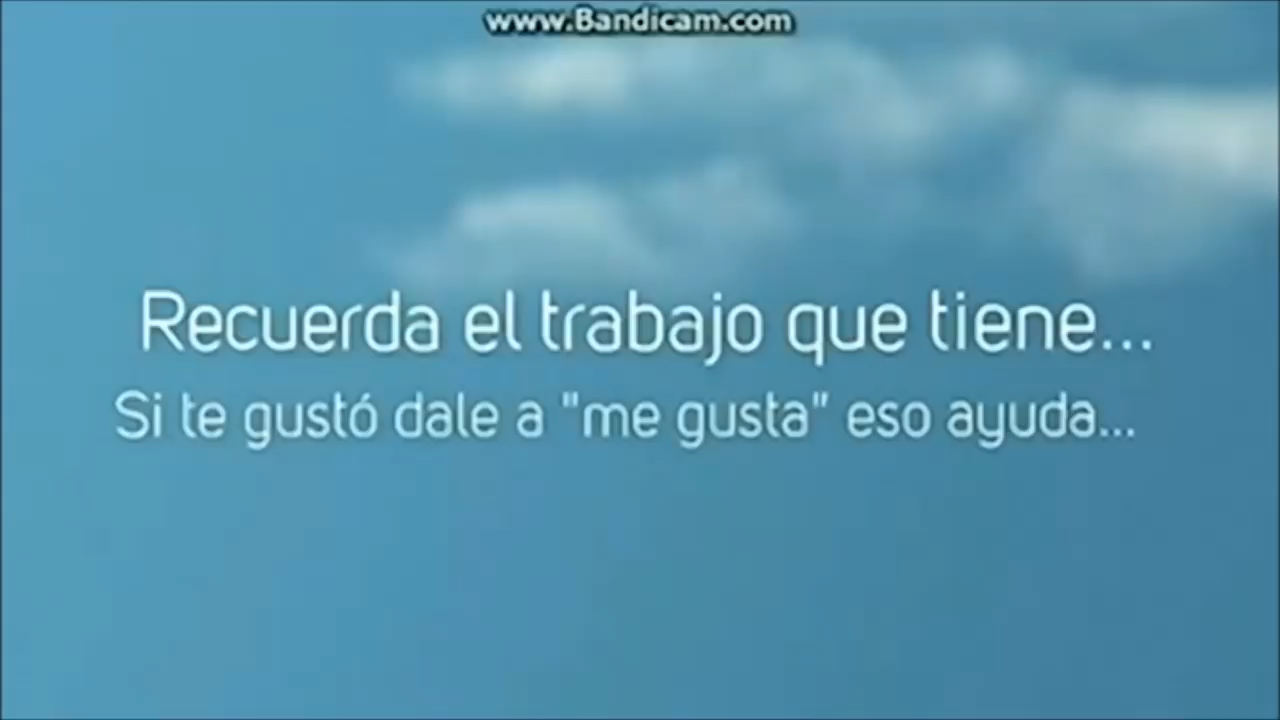 www.Bandicam.com
Recuerda el trabajo que tiene...
Si te gustó dale a "me gusta" eso ayuda...